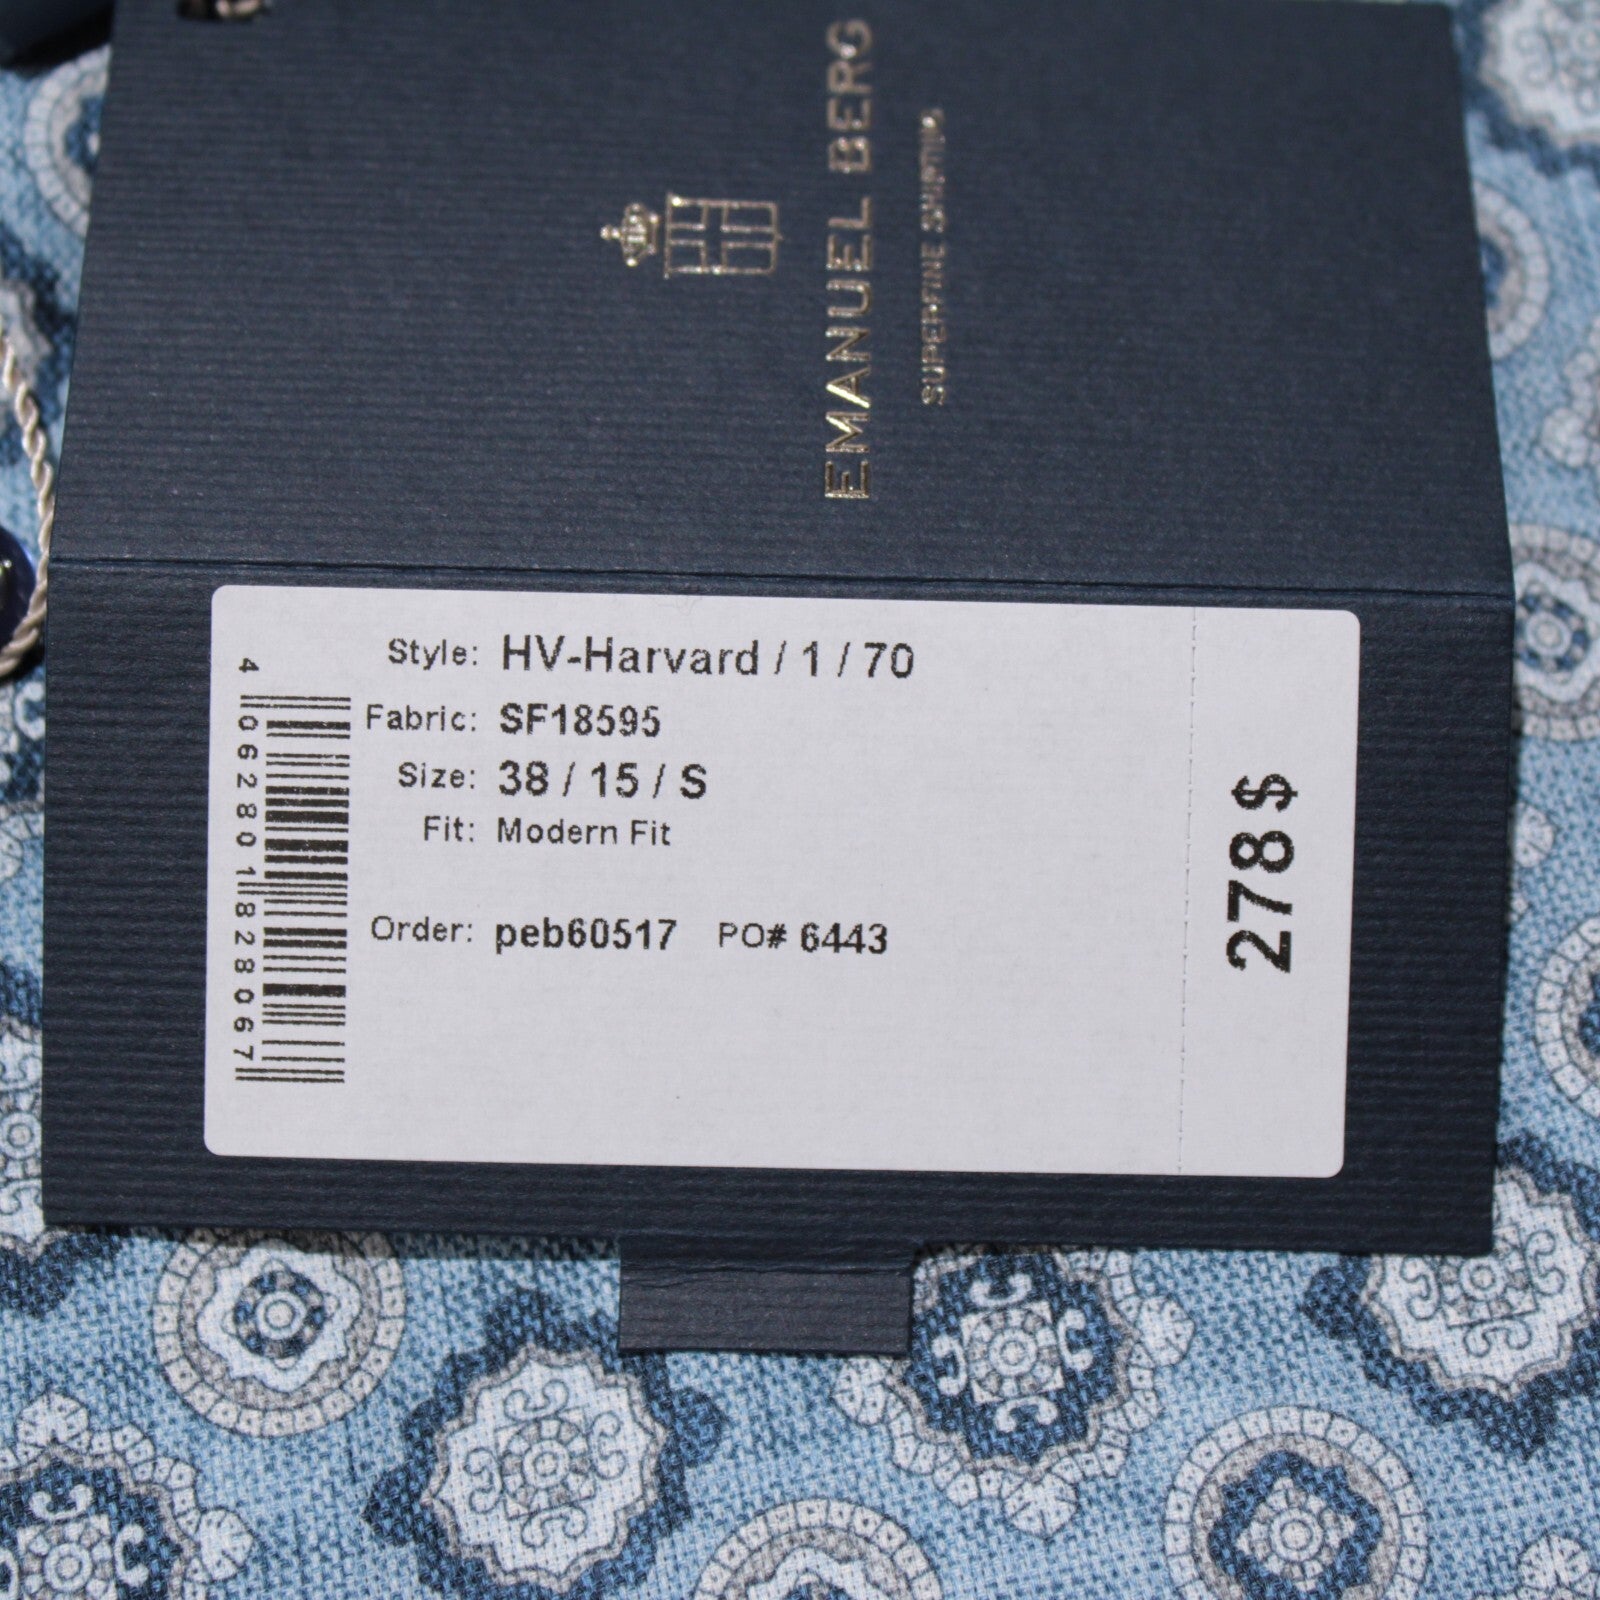 EMANUEL BERG
SUPERFINE SHIRTING
Style: HV-Harvard / 1 / 70
Fabric: SF18595
Size: 38 / 15 / S
Fit: Modern Fit
Order: peb60517 PO# 6443
4 062801 828067
278 $